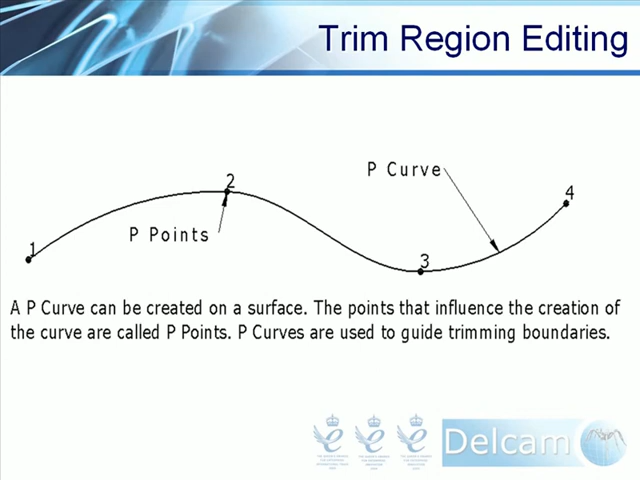 Trim Region Editing
P Curve
2
4
1
P Points
3
A P Curve can be created on a surface. The points that influence the creation of
the curve are called P Points. P Curves are used to guide trimming boundaries.
Delcam